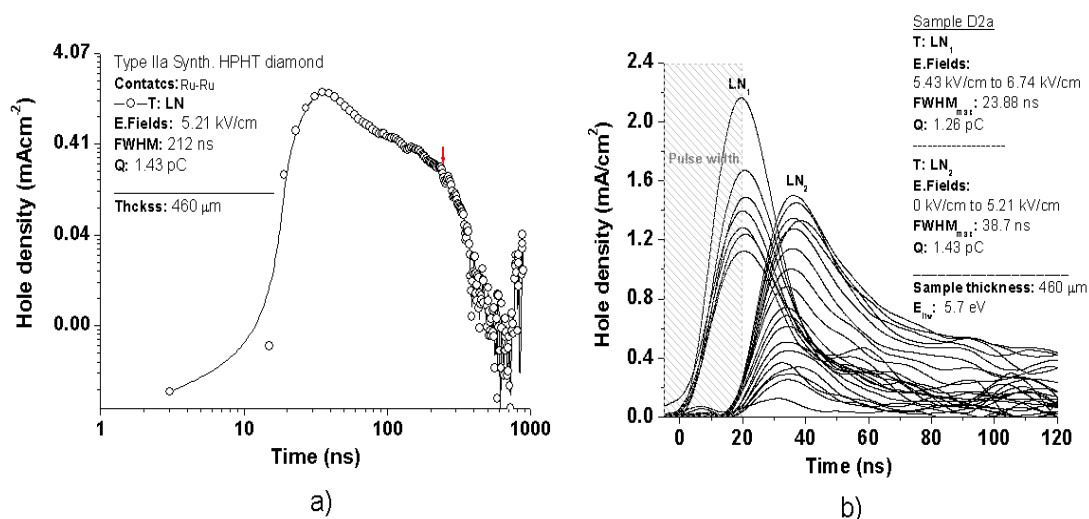 4.07
0.41
0.04
0.00
Hole density (mAcm-2)
Type IIa Synth. HPHT diamond
Contatcs: Ru-Ru
—O—T: LN
E.Fields: 5.21 kV/cm
FWHM: 212 ns
Q: 1.43 pC
Thckss: 460 µm
1 10 100 1000
Time (ns)
a)
2.4
2.0
1.6
1.2
0.8
0.4
0.0
Hole density (mA/cm2)
Pulse width
LN1
LN2
0 20 40 60 80 100 120
Time (ns)
Sample D2a
T: LN1
E.Fields:
5.43 kV/cm to 6.74 kV/cm
FWHMmax: 23.88 ns
Q: 1.26 pC
T: LN2
E.Fields:
0 kV/cm to 5.21 kV/cm
FWHMmax: 38.7 ns
Q: 1.43 pC
Sample thickness: 460 µm
Ehν: 5.7 eV
b)